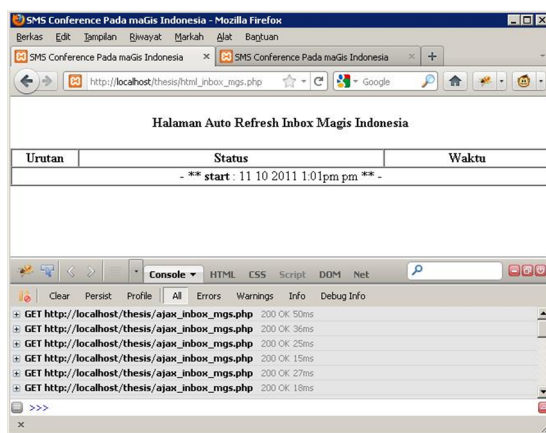 SMS Conference Pada maGis Indonesia - Mozilla Firefox
Berkas Edit Tampilan Riwayat Markah Alat Bantuan
SMS Conference Pada maGis Indonesia × SMS Conference Pada maGis Indonesia × +
http://localhost/thesis/html_inbox_mgs.php Google
Halaman Auto Refresh Inbox Magis Indonesia
Urutan Status Waktu
- ** start : 11 10 2011 1:01pm pm ** -
Console HTML CSS Script DOM Net
Clear Persist Profile All Errors Warnings Info Debug Info
GET http://localhost/thesis/ajax_inbox_mgs.php 200 OK 50ms
GET http://localhost/thesis/ajax_inbox_mgs.php 200 OK 36ms
GET http://localhost/thesis/ajax_inbox_mgs.php 200 OK 25ms
GET http://localhost/thesis/ajax_inbox_mgs.php 200 OK 15ms
GET http://localhost/thesis/ajax_inbox_mgs.php 200 OK 27ms
GET http://localhost/thesis/ajax_inbox_mgs.php 200 OK 18ms
>>>
×